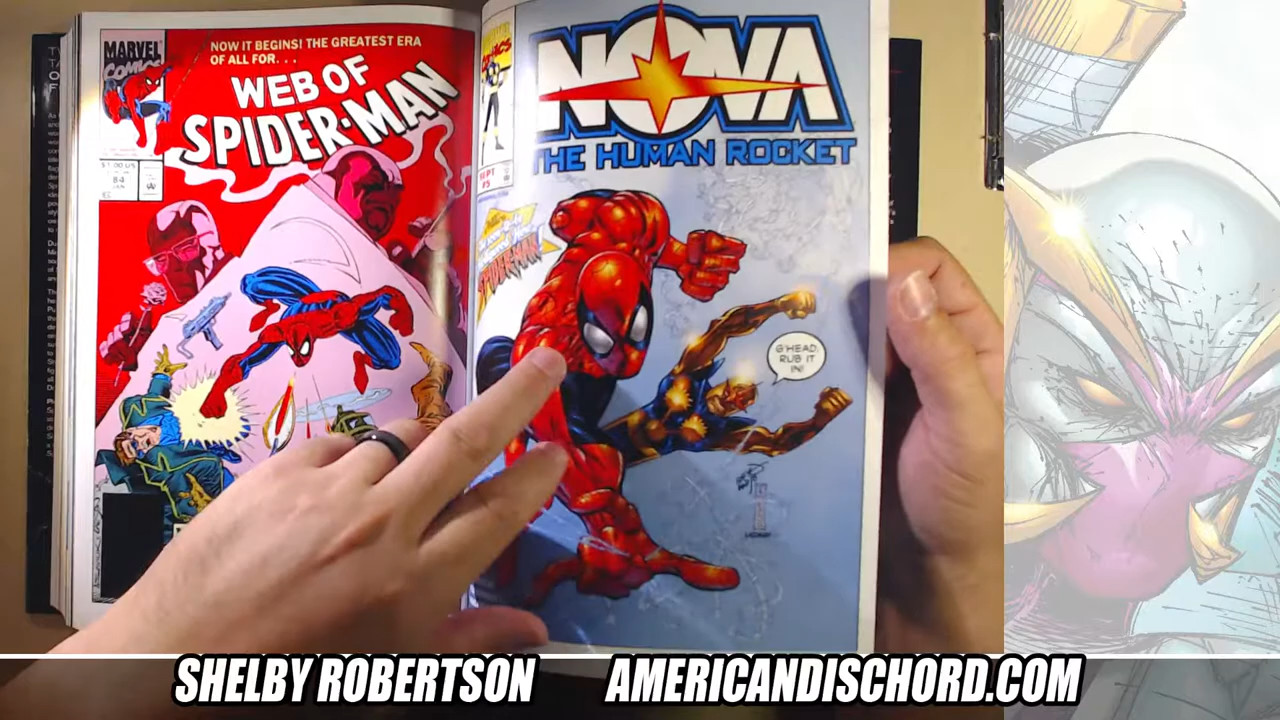 MARVEL
COMICS
NOW IT BEGINS! THE GREATEST ERA
OF ALL FOR...
WEB OF
SPIDER-MAN
$1.00 US
84
JAN
NOVA
THE HUMAN ROCKET
SEPT
#5
SPIDER-MAN!
G'HEAD,
RUB IT
IN!
SHELBY ROBERTSON
AMERICANDISCHORD.COM